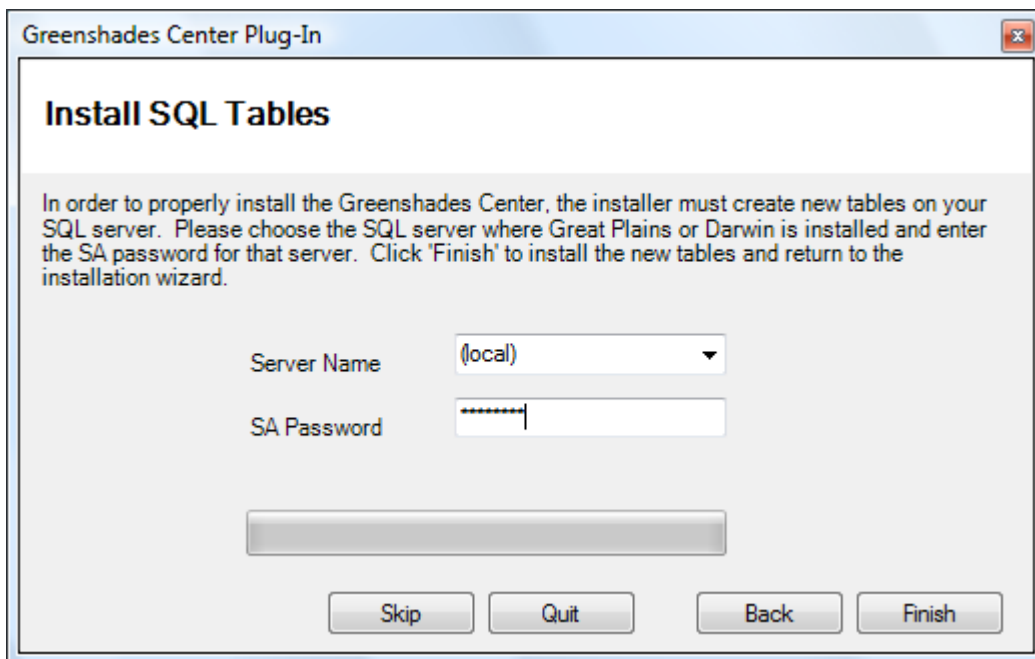 Greenshades Center Plug-In
Install SQL Tables
In order to properly install the Greenshades Center, the installer must create new tables on your
SQL server.  Please choose the SQL server where Great Plains or Darwin is installed and enter
the SA password for that server.  Click 'Finish' to install the new tables and return to the
installation wizard.
Server Name (local)
SA Password ********
Skip Quit Back Finish